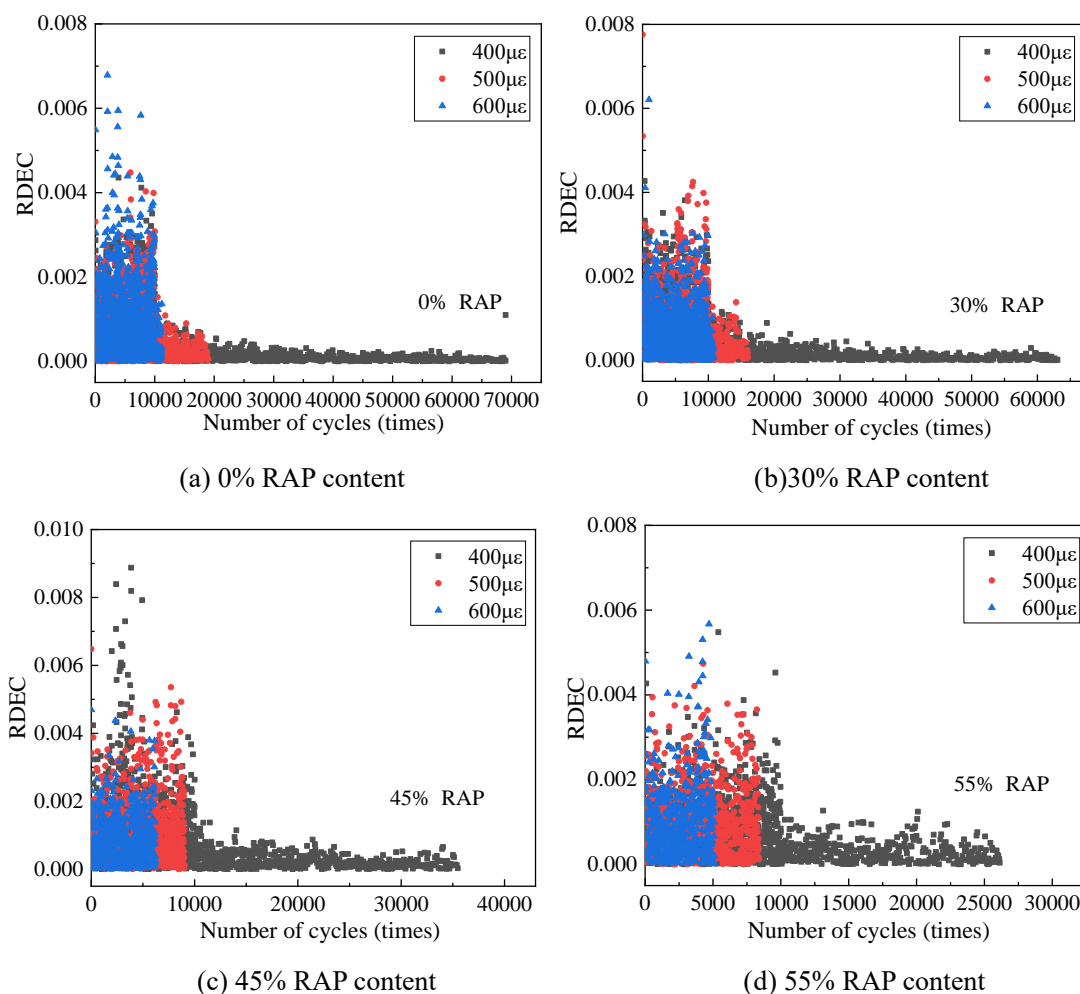 0.008
0.006
0.004
0.002
0.000
RDEC
400με
500με
600με
0% RAP
0 10000 20000 30000 40000 50000 60000 70000
Number of cycles (times)
(a) 0% RAP content
0.008
0.006
0.004
0.002
0.000
RDEC
400με
500με
600με
30% RAP
0 10000 20000 30000 40000 50000 60000
Number of cycles (times)
(b)30% RAP content
0.010
0.008
0.006
0.004
0.002
0.000
RDEC
400με
500με
600με
45% RAP
0 10000 20000 30000 40000
Number of cycles (times)
(c) 45% RAP content
0.008
0.006
0.004
0.002
0.000
RDEC
400με
500με
600με
55% RAP
0 5000 10000 15000 20000 25000 30000
Number of cycles (times)
(d) 55% RAP content